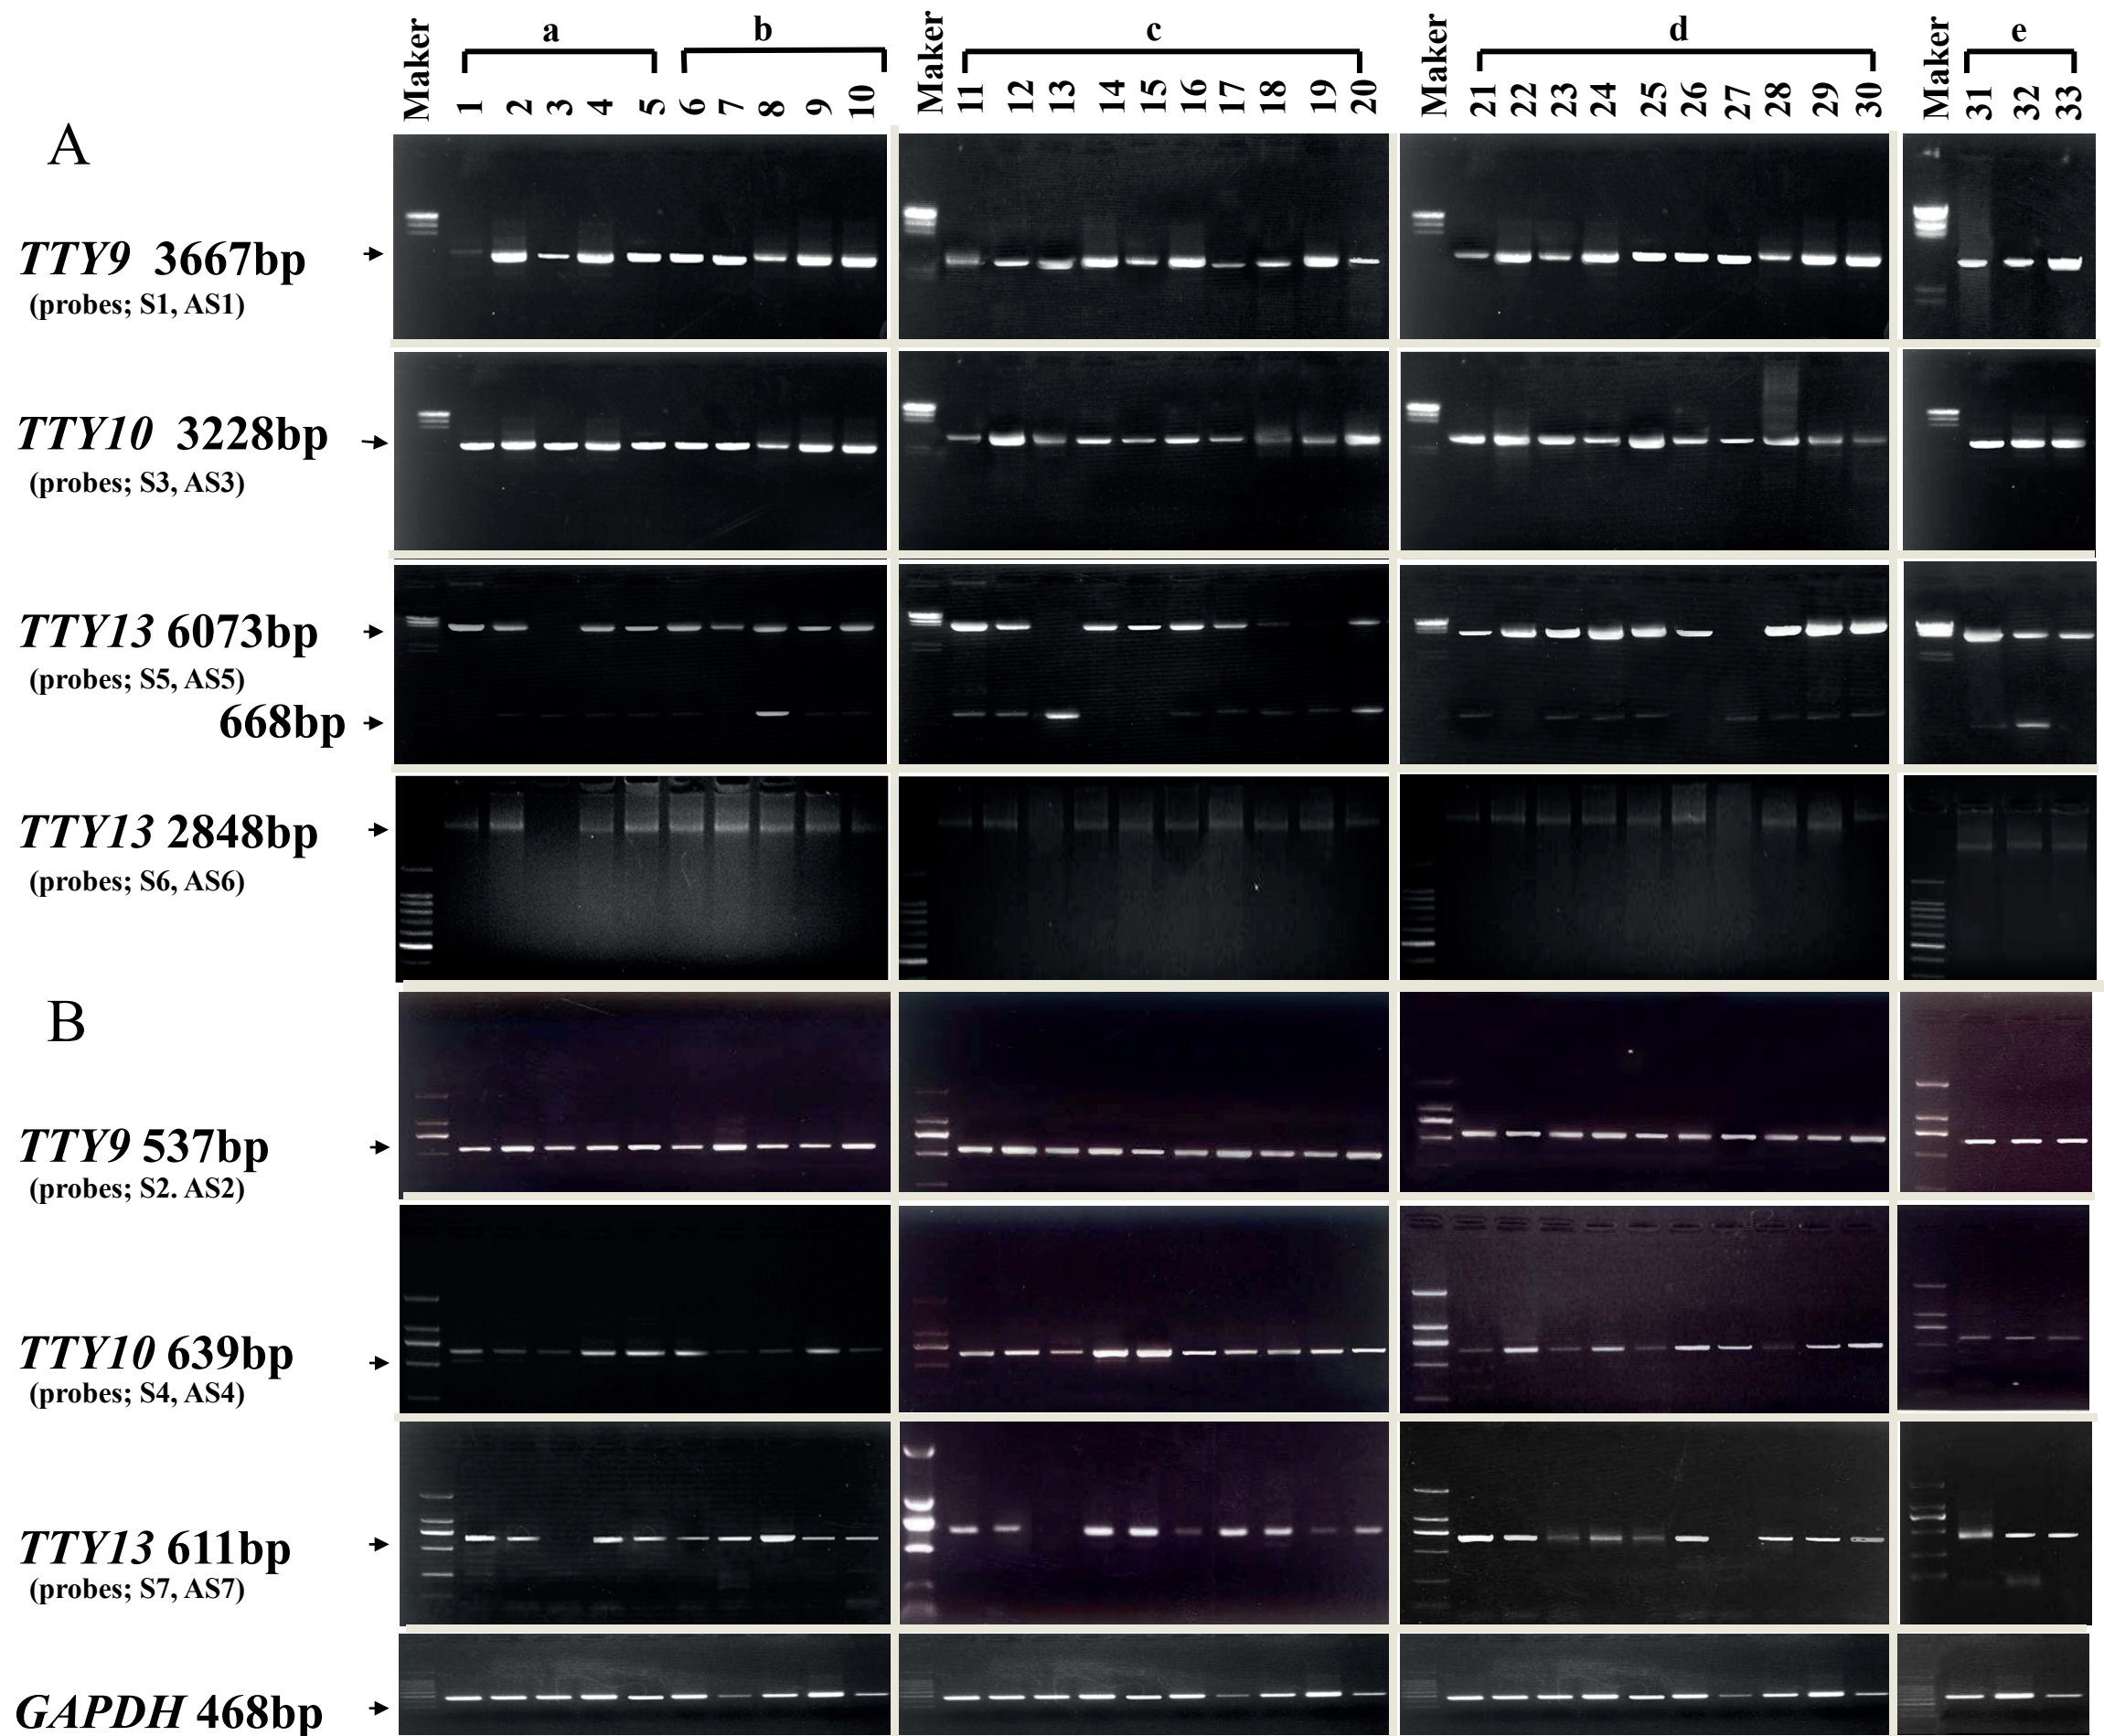 a b c d e
Maker 1 2 3 4 5 6 7 8 9 10 Maker 11 12 13 14 15 16 17 18 19 20 Maker 21 22 23 24 25 26 27 28 29 30 Maker 31 32 33
A
TTY9 3667bp
(probes; S1, AS1)
TTY10 3228bp
(probes; S3, AS3)
TTY13 6073bp
(probes; S5, AS5)
668bp
TTY13 2848bp
(probes; S6, AS6)
B
TTY9 537bp
(probes; S2. AS2)
TTY10 639bp
(probes; S4, AS4)
TTY13 611bp
(probes; S7, AS7)
GAPDH 468bp